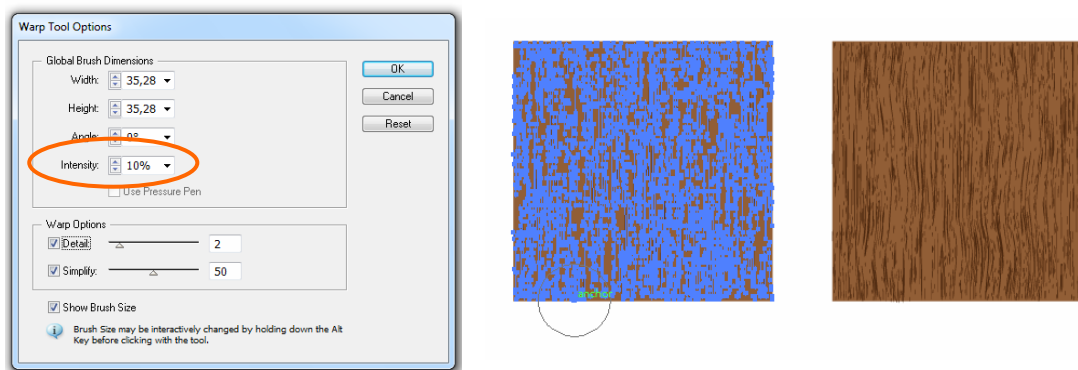 Warp Tool Options
Global Brush Dimensions
Width: 35,28
Height: 35,28
Angle: 0°
Intensity: 10%
Use Pressure Pen
OK
Cancel
Reset
Warp Options
Detail: 2
Simplify: 50
Show Brush Size
Brush Size may be interactively changed by holding down the Alt
Key before clicking with the tool.
anchor